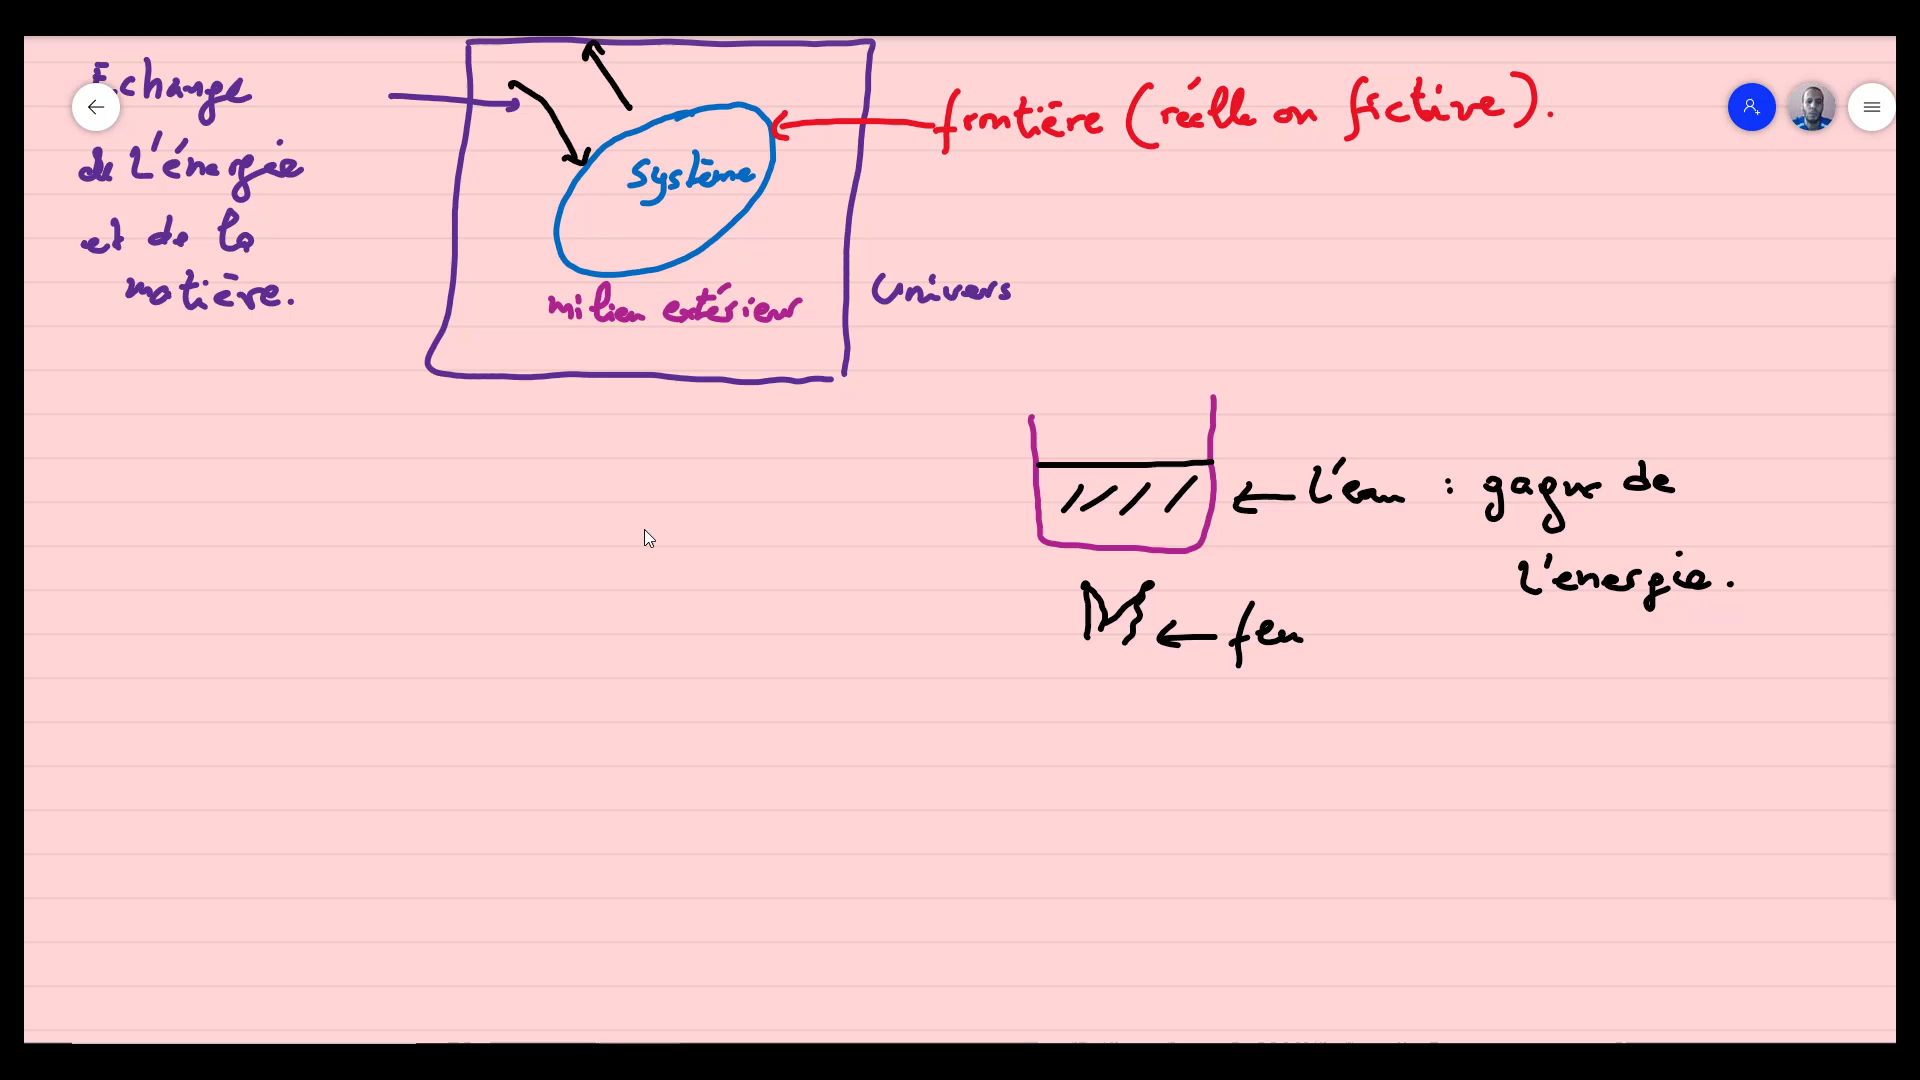 Echange
de l'énergie
et de la
matière.
système
milieu extérieur
Univers
frontière (réelle ou fictive).
l'eau : gagne de
l'energie.
feu